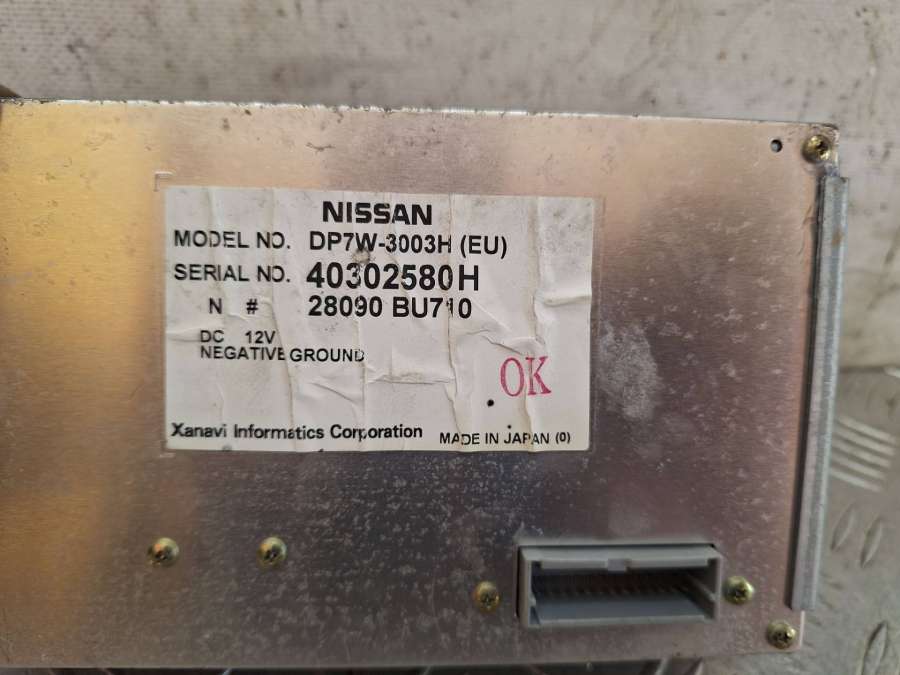 NISSAN
MODEL NO. DP7W-3003H (EU)
SERIAL NO. 40302580H
N # 28090 BU710
DC 12V
NEGATIVE GROUND
OK
Xanavi Informatics Corporation MADE IN JAPAN (0)